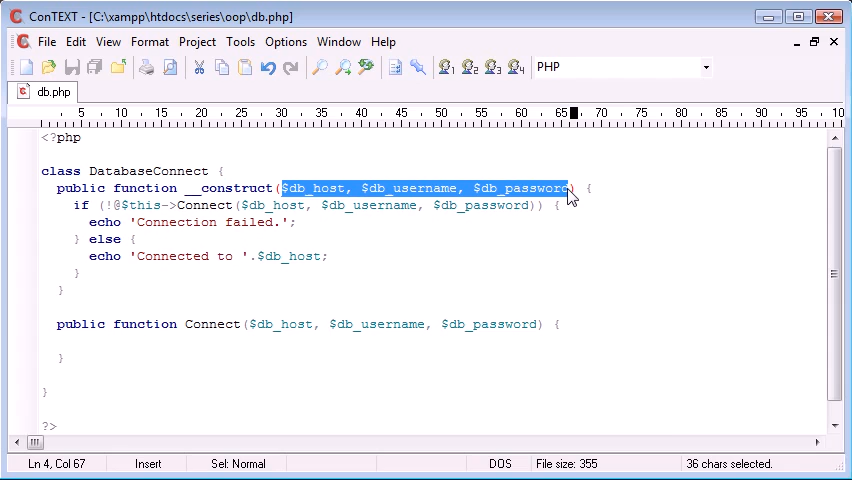 ConTEXT - [C:\xampp\htdocs\series\oop\db.php]
File Edit View Format Project Tools Options Window Help
1 2 3 4 PHP
db.php
5 10 15 20 25 30 35 40 45 50 55 60 65 70 75 80 85 90 95 10
<?php
class DatabaseConnect {
public function __construct($db_host, $db_username, $db_password) {
if (!@$this->Connect($db_host, $db_username, $db_password)) {
echo 'Connection failed.';
} else {
echo 'Connected to '.$db_host;
}
}
public function Connect($db_host, $db_username, $db_password) {
}
}
?>
Ln 4, Col 67 Insert Sel: Normal DOS File size: 355 36 chars selected.